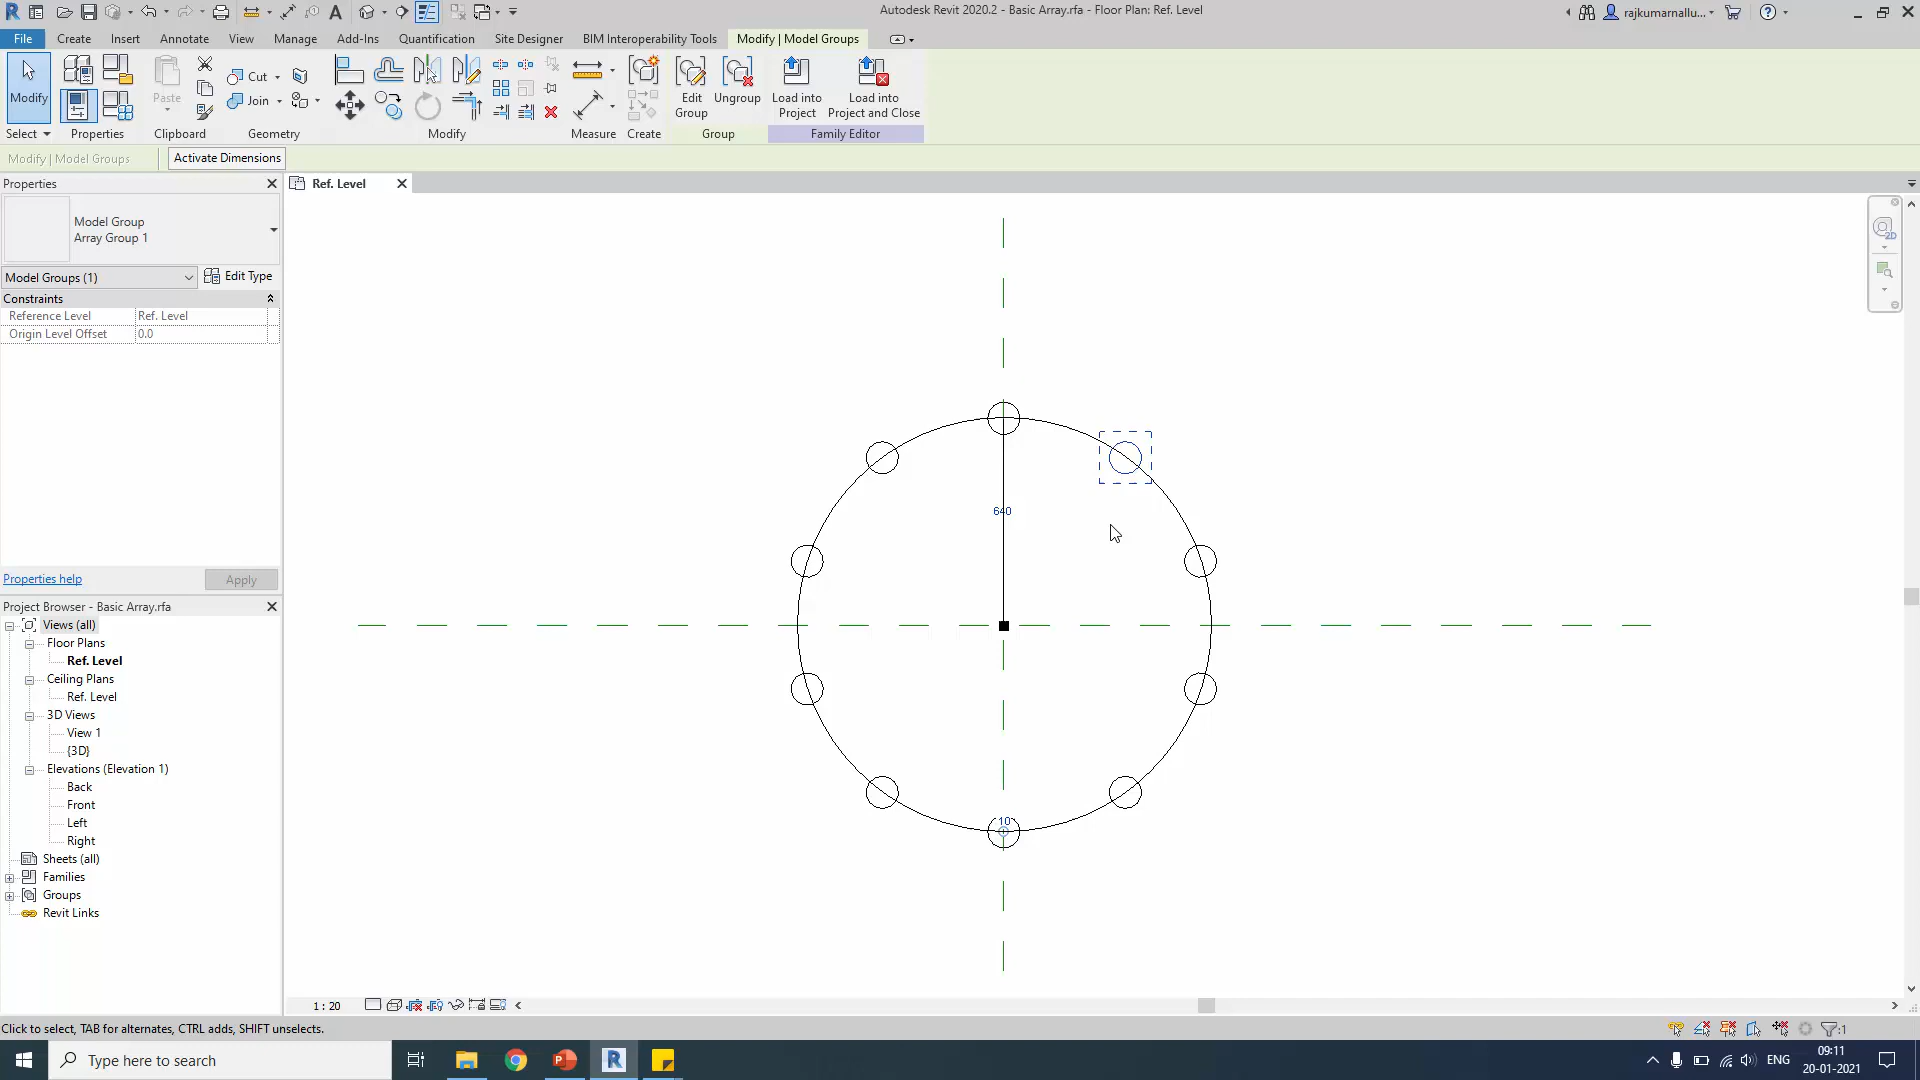 Autodesk Revit 2020.2 - Basic Array.rfa - Floor Plan: Ref. Level
rajkumarnallu...
File Create Insert Annotate View Manage Add-Ins Quantification Site Designer BIM Interoperability Tools Modify | Model Groups
Modify
Paste
Cut
Join
Edit Group
Ungroup
Load into Project
Load into Project and Close
Select Properties Clipboard Geometry Modify Measure Create Group Family Editor
Modify | Model Groups Activate Dimensions
Properties
Ref. Level
Model Group
Array Group 1
Model Groups (1) Edit Type
Constraints
Reference Level Ref. Level
Origin Level Offset 0.0
640
10
Properties help Apply
Project Browser - Basic Array.rfa
Views (all)
Floor Plans
Ref. Level
Ceiling Plans
Ref. Level
3D Views
View 1
{3D}
Elevations (Elevation 1)
Back
Front
Left
Right
Sheets (all)
Families
Groups
Revit Links
1 : 20
Click to select, TAB for alternates, CTRL adds, SHIFT unselects.
:1
Type here to search
ENG
09:11
20-01-2021